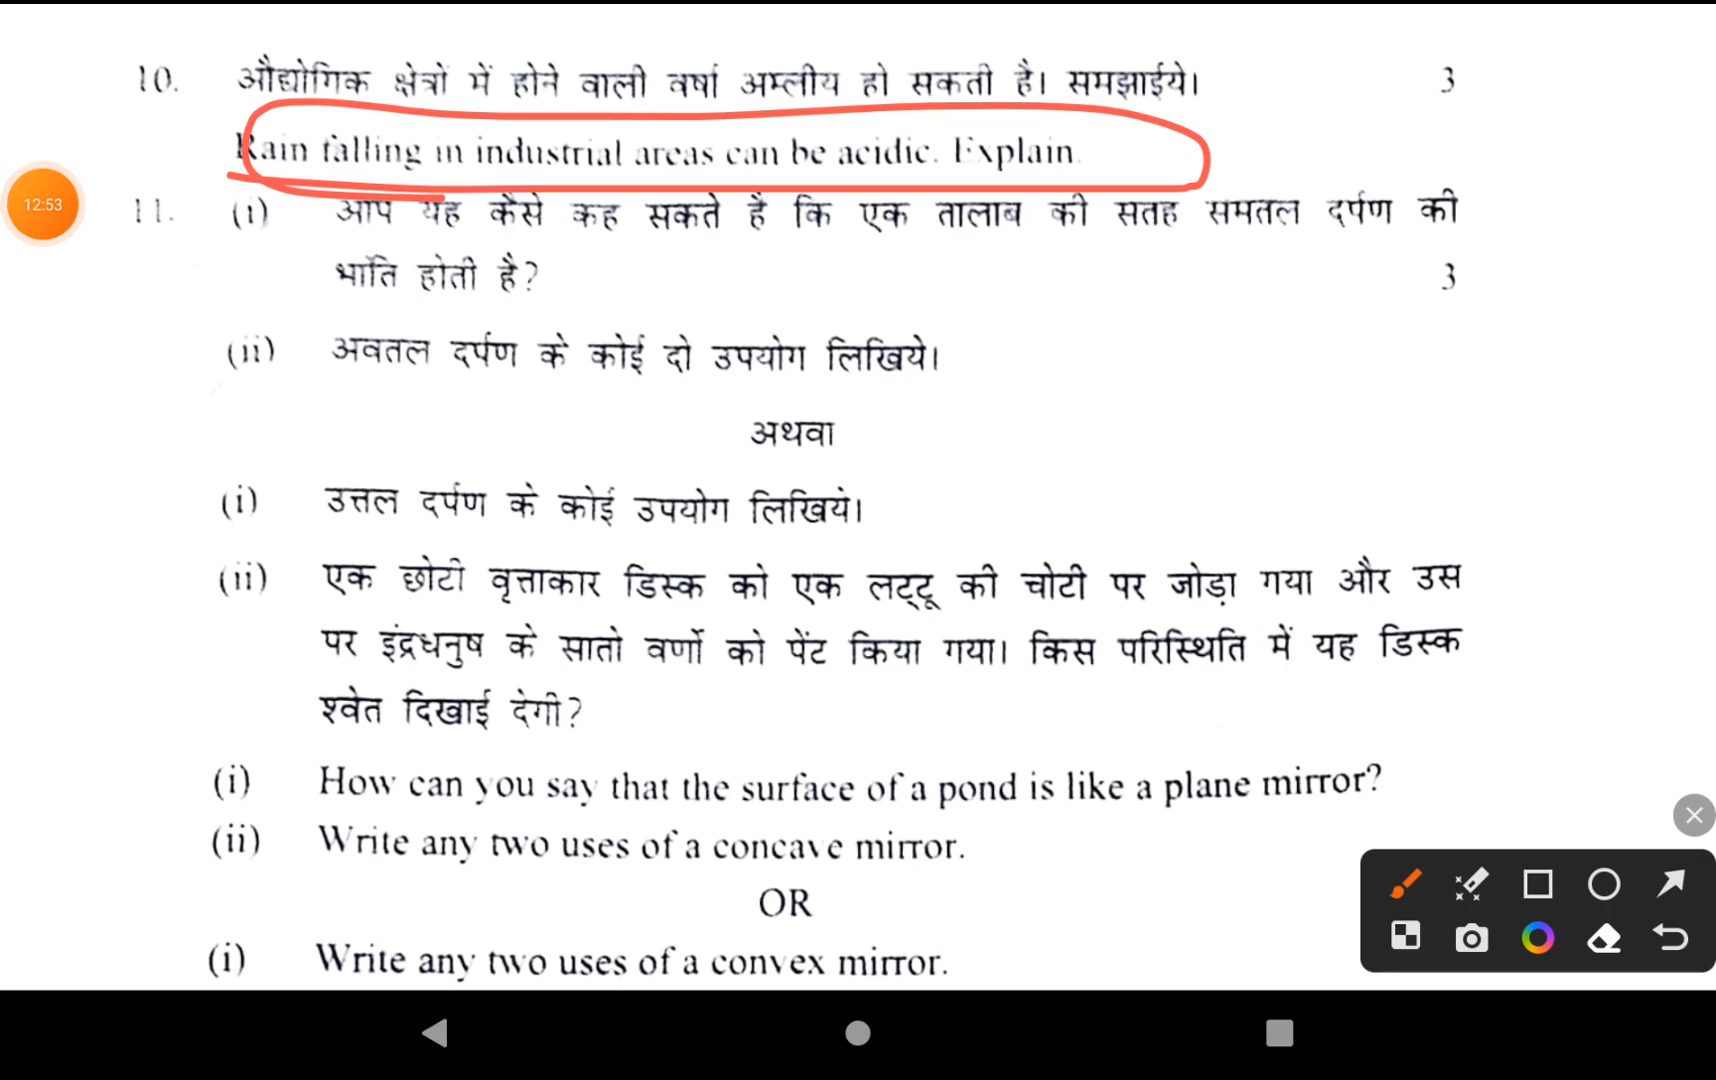 10. औद्योगिक क्षेत्रों में होने वाली वर्षा अम्लीय हो सकती है। समझाईये। 3
Rain falling in industrial areas can be acidic. Explain.
12:53
11. (i) आप यह कैसे कह सकते है कि एक तालाब की सतह समतल दर्पण की
भांति होती है? 3
(ii) अवतल दर्पण के कोई दो उपयोग लिखिये।
अथवा
(i) उत्तल दर्पण के कोई उपयोग लिखिये।
(ii) एक छोटी वृत्ताकार डिस्क को एक लट्टू की चोटी पर जोड़ा गया और उस
पर इंद्रधनुष के सातो वर्णो को पेंट किया गया। किस परिस्थिति में यह डिस्क
श्वेत दिखाई देगी?
(i) How can you say that the surface of a pond is like a plane mirror?
(ii) Write any two uses of a concave mirror.
OR
(i) Write any two uses of a convex mirror.